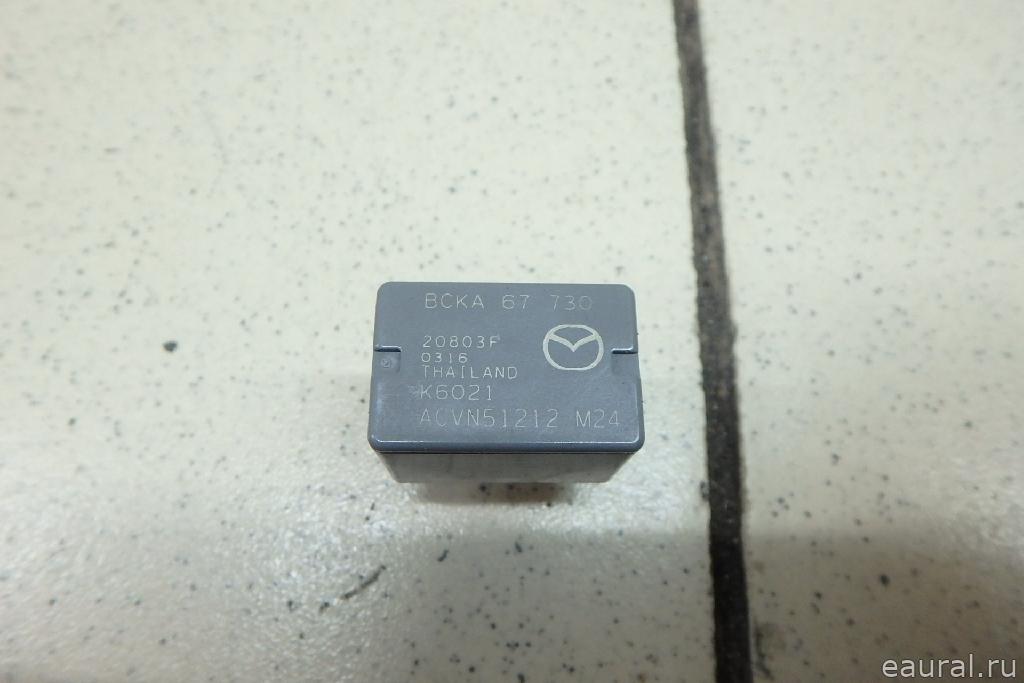 BCKA 67 730
20803F
0316
THAILAND
K6021
ACVN51212 M24
eaural.ru